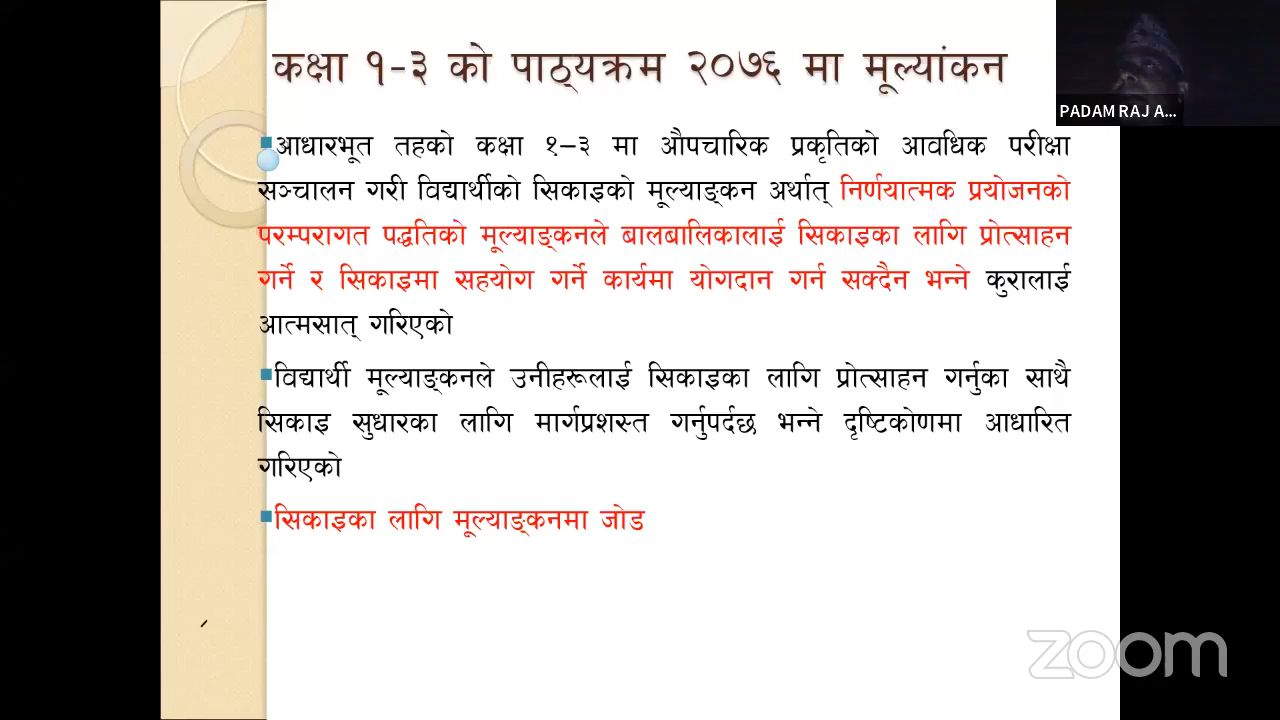 कक्षा १-३ को पाठ्यक्रम २०७६ मा मूल्यांकन
PADAM RAJ A...
आधारभूत तहको कक्षा १–३ मा औपचारिक प्रकृतिको आवधिक परीक्षा
सञ्चालन गरी विद्यार्थीको सिकाइको मूल्याङ्कन अर्थात् निर्णयात्मक प्रयोजनको
परम्परागत पद्धतिको मूल्याङ्कनले बालबालिकालाई सिकाइका लागि प्रोत्साहन
गर्ने र सिकाइमा सहयोग गर्ने कार्यमा योगदान गर्न सक्दैन भन्ने कुरालाई
आत्मसात् गरिएको
विद्यार्थी मूल्याङ्कनले उनीहरूलाई सिकाइका लागि प्रोत्साहन गर्नुका साथै
सिकाइ सुधारका लागि मार्गप्रशस्त गर्नुपर्दछ भन्ने दृष्टिकोणमा आधारित
गरिएको
सिकाइका लागि मूल्याङ्कनमा जोड
zoom